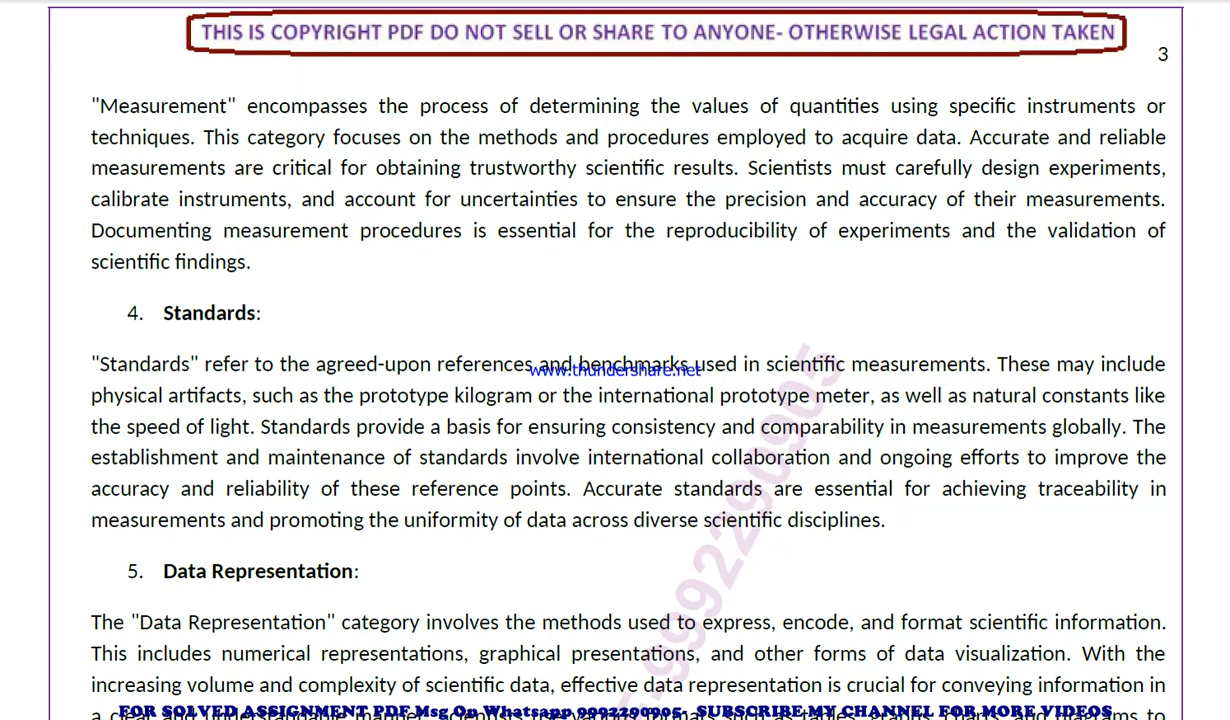 THIS IS COPYRIGHT PDF DO NOT SELL OR SHARE TO ANYONE- OTHERWISE LEGAL ACTION TAKEN
3
"Measurement" encompasses the process of determining the values of quantities using specific instruments or
techniques. This category focuses on the methods and procedures employed to acquire data. Accurate and reliable
measurements are critical for obtaining trustworthy scientific results. Scientists must carefully design experiments,
calibrate instruments, and account for uncertainties to ensure the precision and accuracy of their measurements.
Documenting measurement procedures is essential for the reproducibility of experiments and the validation of
scientific findings.
4. Standards:
"Standards" refer to the agreed-upon references and benchmarks used in scientific measurements. These may include
www.thundershare.net
physical artifacts, such as the prototype kilogram or the international prototype meter, as well as natural constants like
the speed of light. Standards provide a basis for ensuring consistency and comparability in measurements globally. The
establishment and maintenance of standards involve international collaboration and ongoing efforts to improve the
accuracy and reliability of these reference points. Accurate standards are essential for achieving traceability in
measurements and promoting the uniformity of data across diverse scientific disciplines.
5. Data Representation:
The "Data Representation" category involves the methods used to express, encode, and format scientific information.
This includes numerical representations, graphical presentations, and other forms of data visualization. With the
increasing volume and complexity of scientific data, effective data representation is crucial for conveying information in
FOR SOLVED ASSIGNMENT PDF Msg On Whatsapp 9992290905- SUBSCRIBE MY CHANNEL FOR MORE VIDEOS
-9992290905